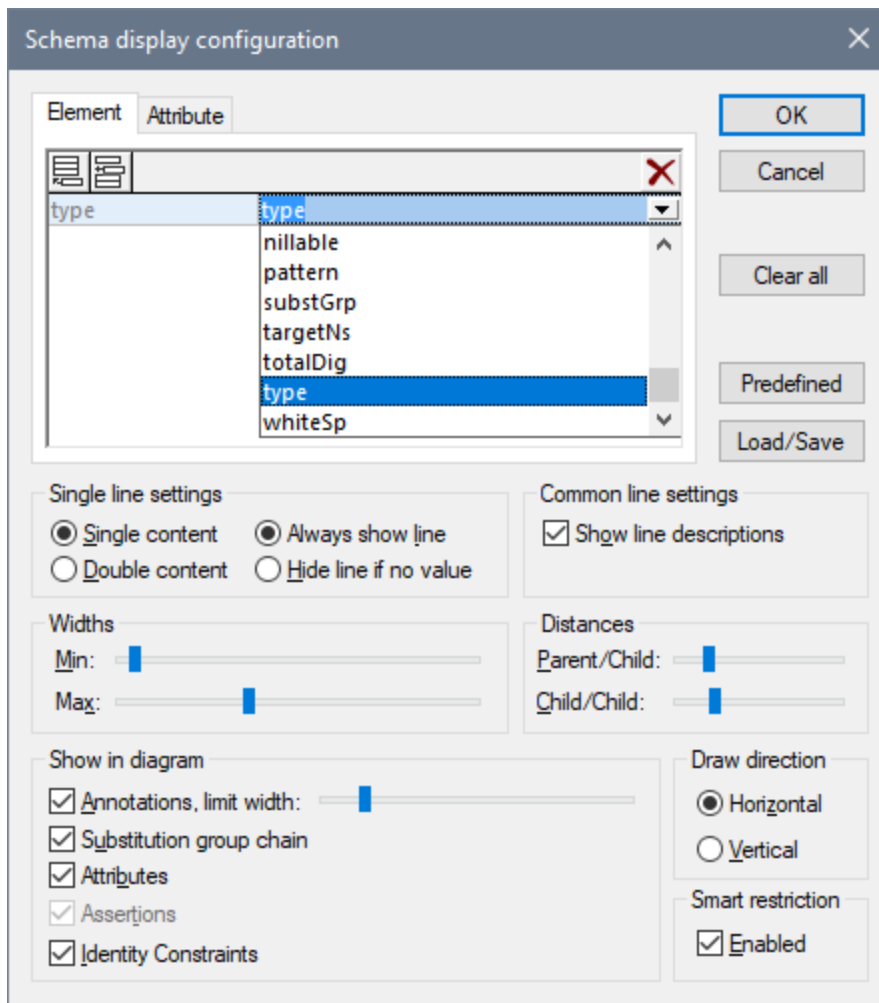 Schema display configuration
Element Attribute
OK
Cancel
type type
nillable
pattern
substGrp
targetNs
totalDig
type
whiteSp
Clear all
Predefined
Load/Save
Single line settings
Single content Always show line
Double content Hide line if no value
Common line settings
Show line descriptions
Widths
Min:
Max:
Distances
Parent/Child:
Child/Child:
Show in diagram
Annotations, limit width:
Substitution group chain
Attributes
Assertions
Identity Constraints
Draw direction
Horizontal
Vertical
Smart restriction
Enabled